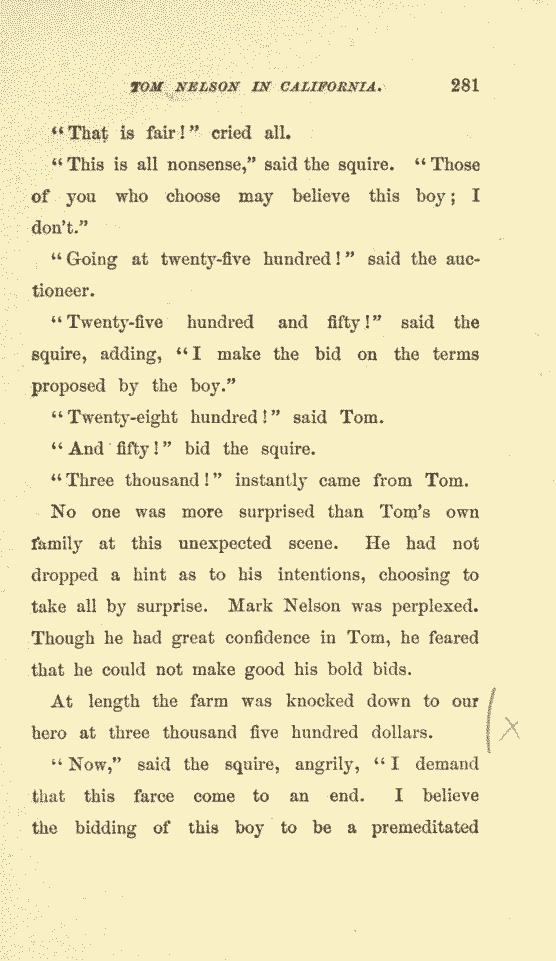 TOM NELSON IN CALIFORNIA. 281
“That is fair!” cried all.
“This is all nonsense,” said the squire. “Those
of you who choose may believe this boy; I
don't.”
“Going at twenty-five hundred!” said the auc-
tioneer.
“Twenty-five hundred and fifty!” said the
squire, adding, “I make the bid on the terms
proposed by the boy.”
“Twenty-eight hundred!” said Tom.
“And fifty!” bid the squire.
“Three thousand!” instantly came from Tom.
No one was more surprised than Tom's own
family at this unexpected scene. He had not
dropped a hint as to his intentions, choosing to
take all by surprise. Mark Nelson was perplexed.
Though he had great confidence in Tom, he feared
that he could not make good his bold bids.
At length the farm was knocked down to our
hero at three thousand five hundred dollars.
“Now,” said the squire, angrily, “I demand
that this farce come to an end. I believe
the bidding of this boy to be a premeditated